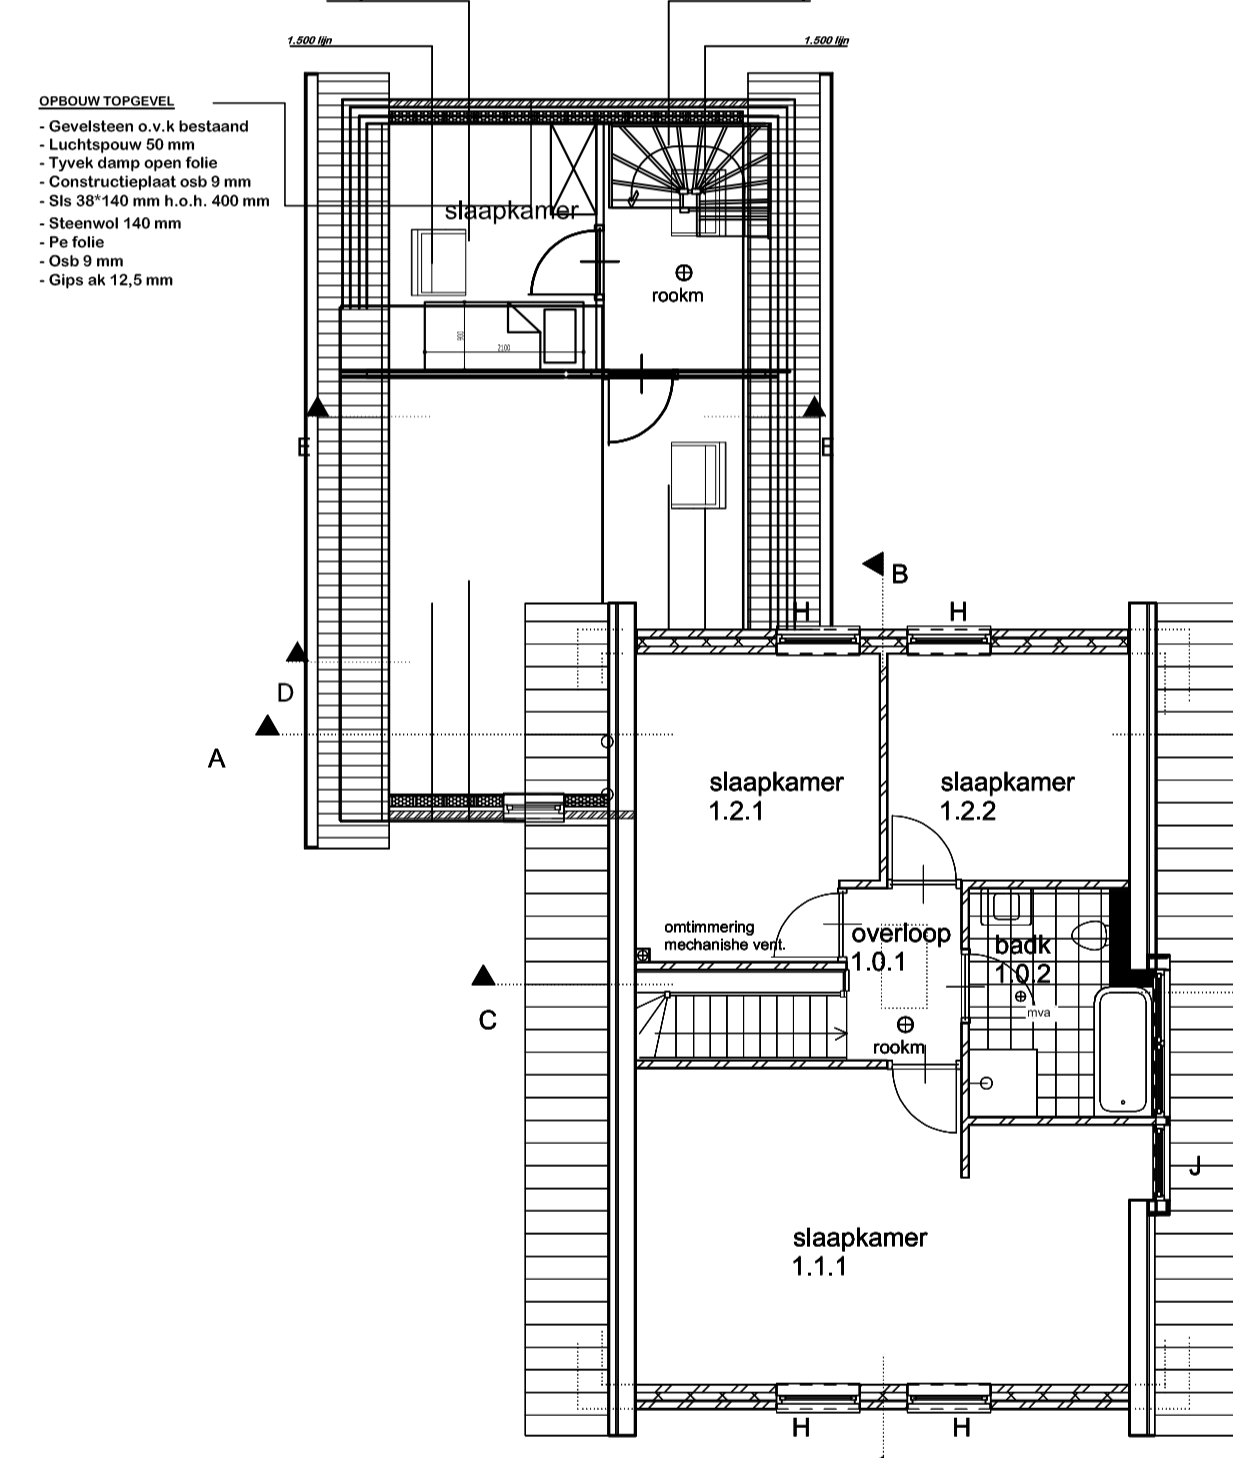 1.500 lijn
1.500 lijn
OPBOUW TOPGEVEL
- Gevelsteen o.v.k bestaand
- Luchtspouw 50 mm
- Tyvek damp open folie
- Constructieplaat osb 9 mm
- Sls 38*140 mm h.o.h. 400 mm
- Steenwol 140 mm
- Pe folie
- Osb 9 mm
- Gips ak 12,5 mm
slaapkamer
rookm
900
2100
E
E
B
H
H
D
A
slaapkamer
1.2.1
slaapkamer
1.2.2
omtimmering
mechanishe vent.
overloop
1.0.1
badk
1.0.2
mva
C
rookm
J
slaapkamer
1.1.1
H
H